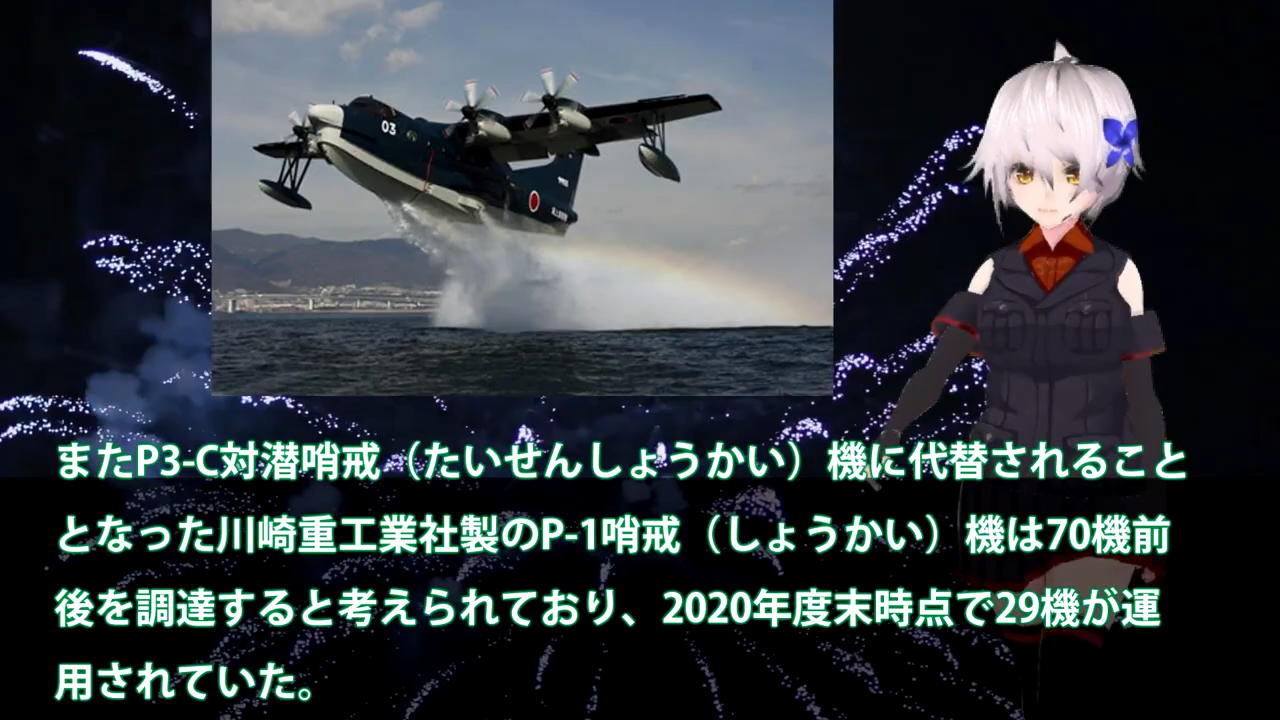 03
またP3-C対潜哨戒（たいせんしょうかい）機に代替されること
となった川崎重工業社製のP-1哨戒（しょうかい）機は70機前
後を調達すると考えられており、2020年度末時点で29機が運
用されていた。